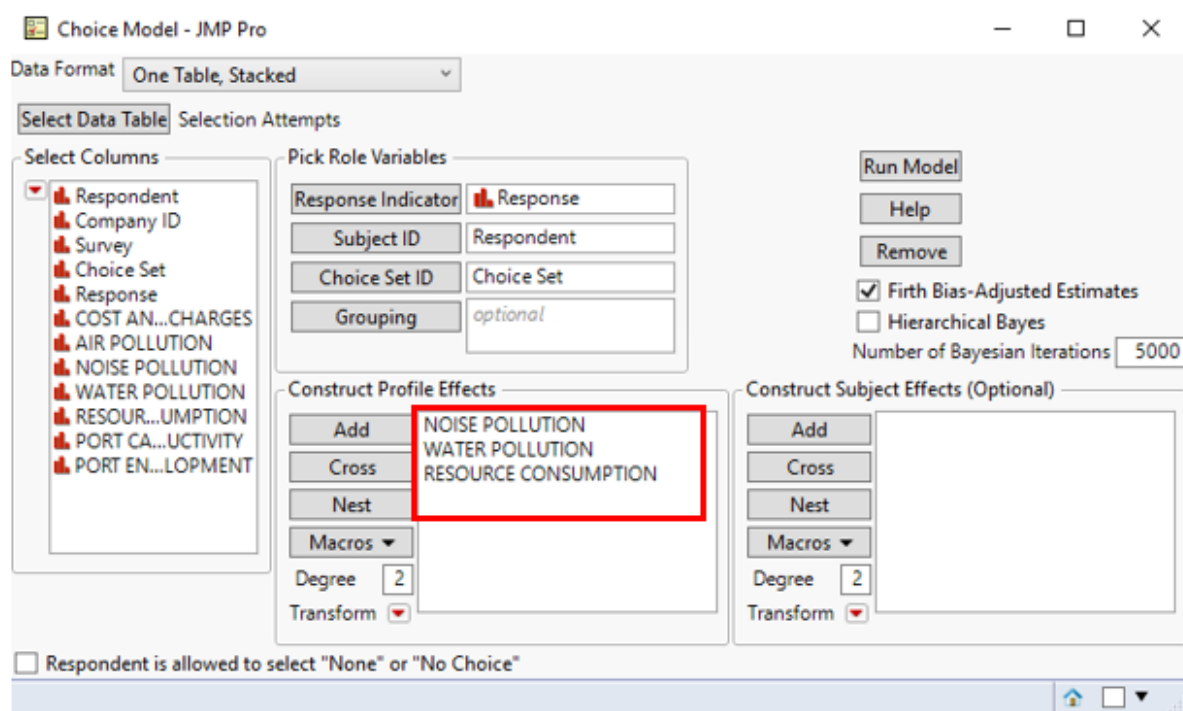 Choice Model - JMP Pro
Data Format One Table, Stacked
Select Data Table Selection Attempts
Select Columns
Respondent
Company ID
Survey
Choice Set
Response
COST AN...CHARGES
AIR POLLUTION
NOISE POLLUTION
WATER POLLUTION
RESOUR...UMPTION
PORT CA...UCTIVITY
PORT EN...LOPMENT
Pick Role Variables
Response Indicator Response
Subject ID Respondent
Choice Set ID Choice Set
Grouping optional
Run Model
Help
Remove
Firth Bias-Adjusted Estimates
Hierarchical Bayes
Number of Bayesian Iterations 5000
Construct Profile Effects
Add
Cross
Nest
Macros
Degree 2
Transform
NOISE POLLUTION
WATER POLLUTION
RESOURCE CONSUMPTION
Construct Subject Effects (Optional)
Add
Cross
Nest
Macros
Degree 2
Transform
Respondent is allowed to select "None" or "No Choice"